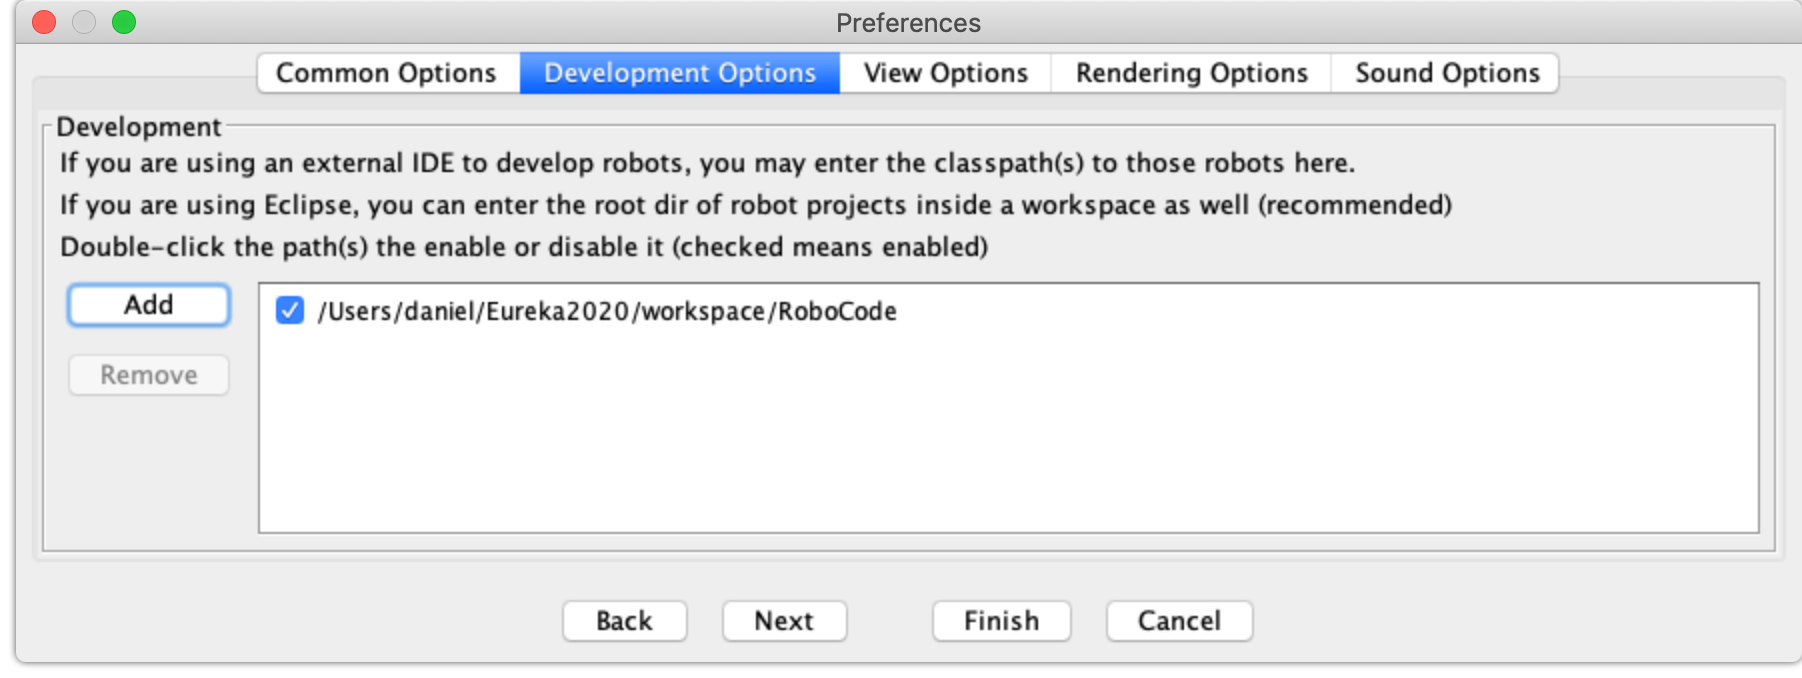 Preferences
Common Options Development Options View Options Rendering Options Sound Options
Development
If you are using an external IDE to develop robots, you may enter the classpath(s) to those robots here.
If you are using Eclipse, you can enter the root dir of robot projects inside a workspace as well (recommended)
Double-click the path(s) the enable or disable it (checked means enabled)
Add
/Users/daniel/Eureka2020/workspace/RoboCode
Remove
Back Next Finish Cancel